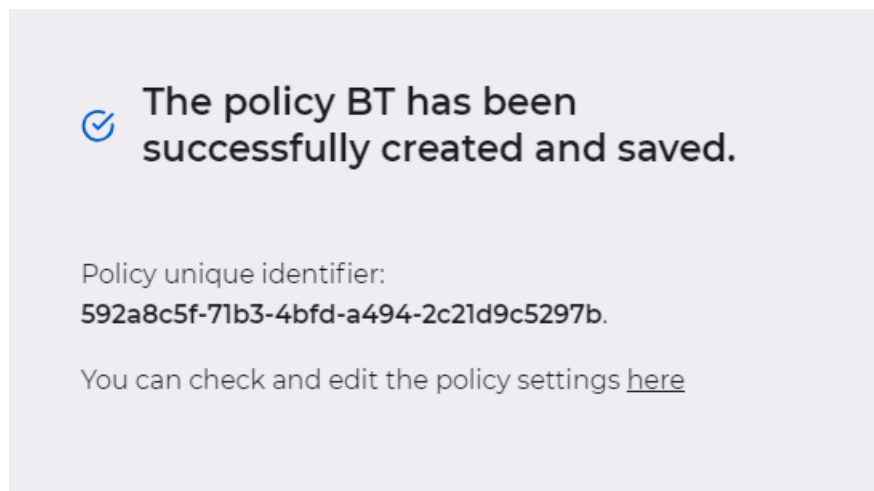 The policy BT has been
successfully created and saved.
Policy unique identifier:
592a8c5f-71b3-4bfd-a494-2c21d9c5297b.
You can check and edit the policy settings here